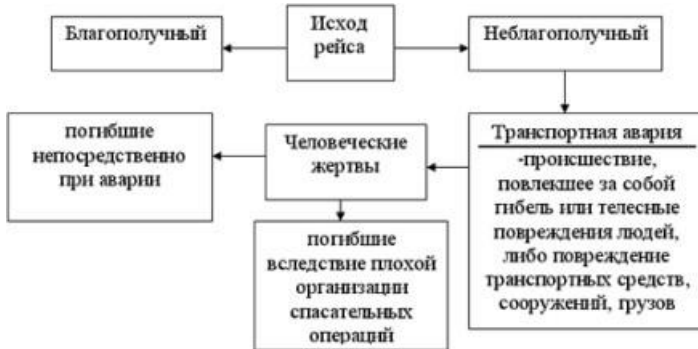 Благополучный
Исход
рейса
Неблагополучный
погибшие
непосредственно
при аварии
Человеческие
жертвы
Транспортная авария
-происшествие,
повлекшее за собой
гибель или телесные
повреждения людей,
либо повреждение
транспортных средств,
сооружений, грузов
погибшие
вследствие плохой
организации
спасательных
операций